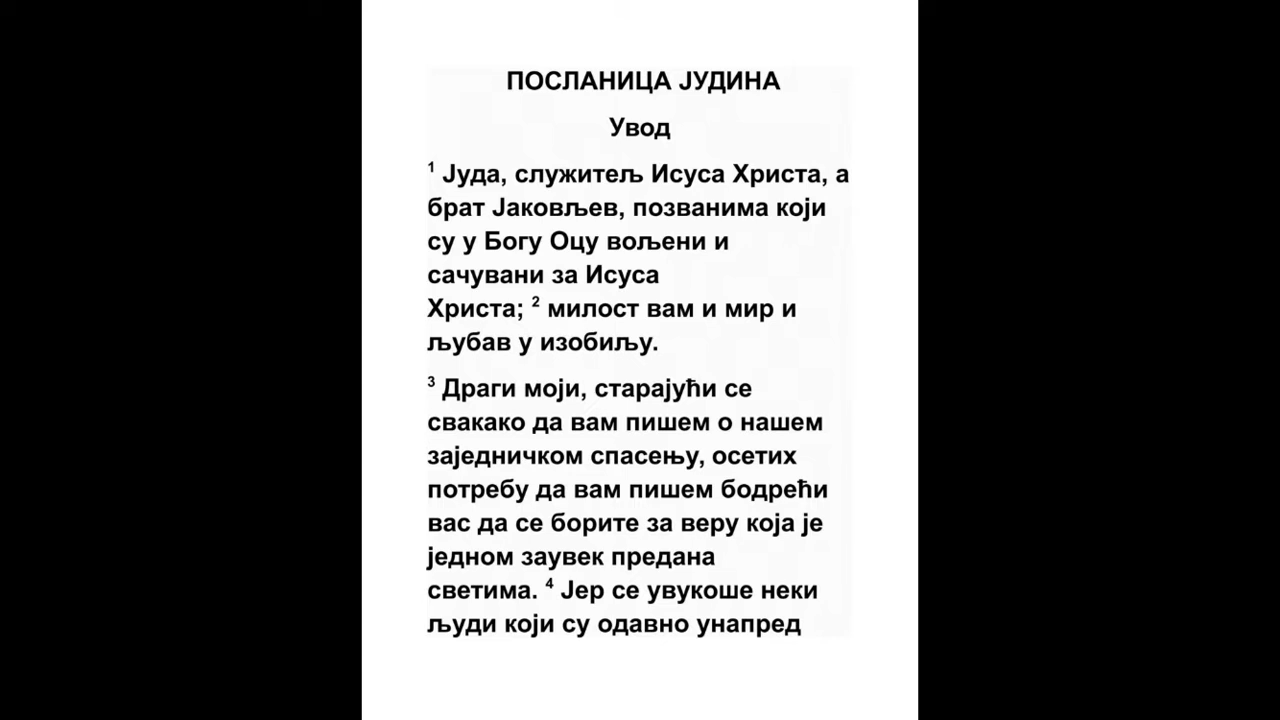 ПОСЛАНИЦА ЈУДИНА
Увод
1 Јуда, служитељ Исуса Христа, а
брат Јаковљев, позванима који
су у Богу Оцу вољени и
сачувани за Исуса
Христа; 2 милост вам и мир и
љубав у изобиљу.
3 Драги моји, старајући се
свакако да вам пишем о нашем
заједничком спасењу, осетих
потребу да вам пишем бодрећи
вас да се борите за веру која је
једном заувек предана
светима. 4 Јер се увукоше неки
људи који су одавно унапред